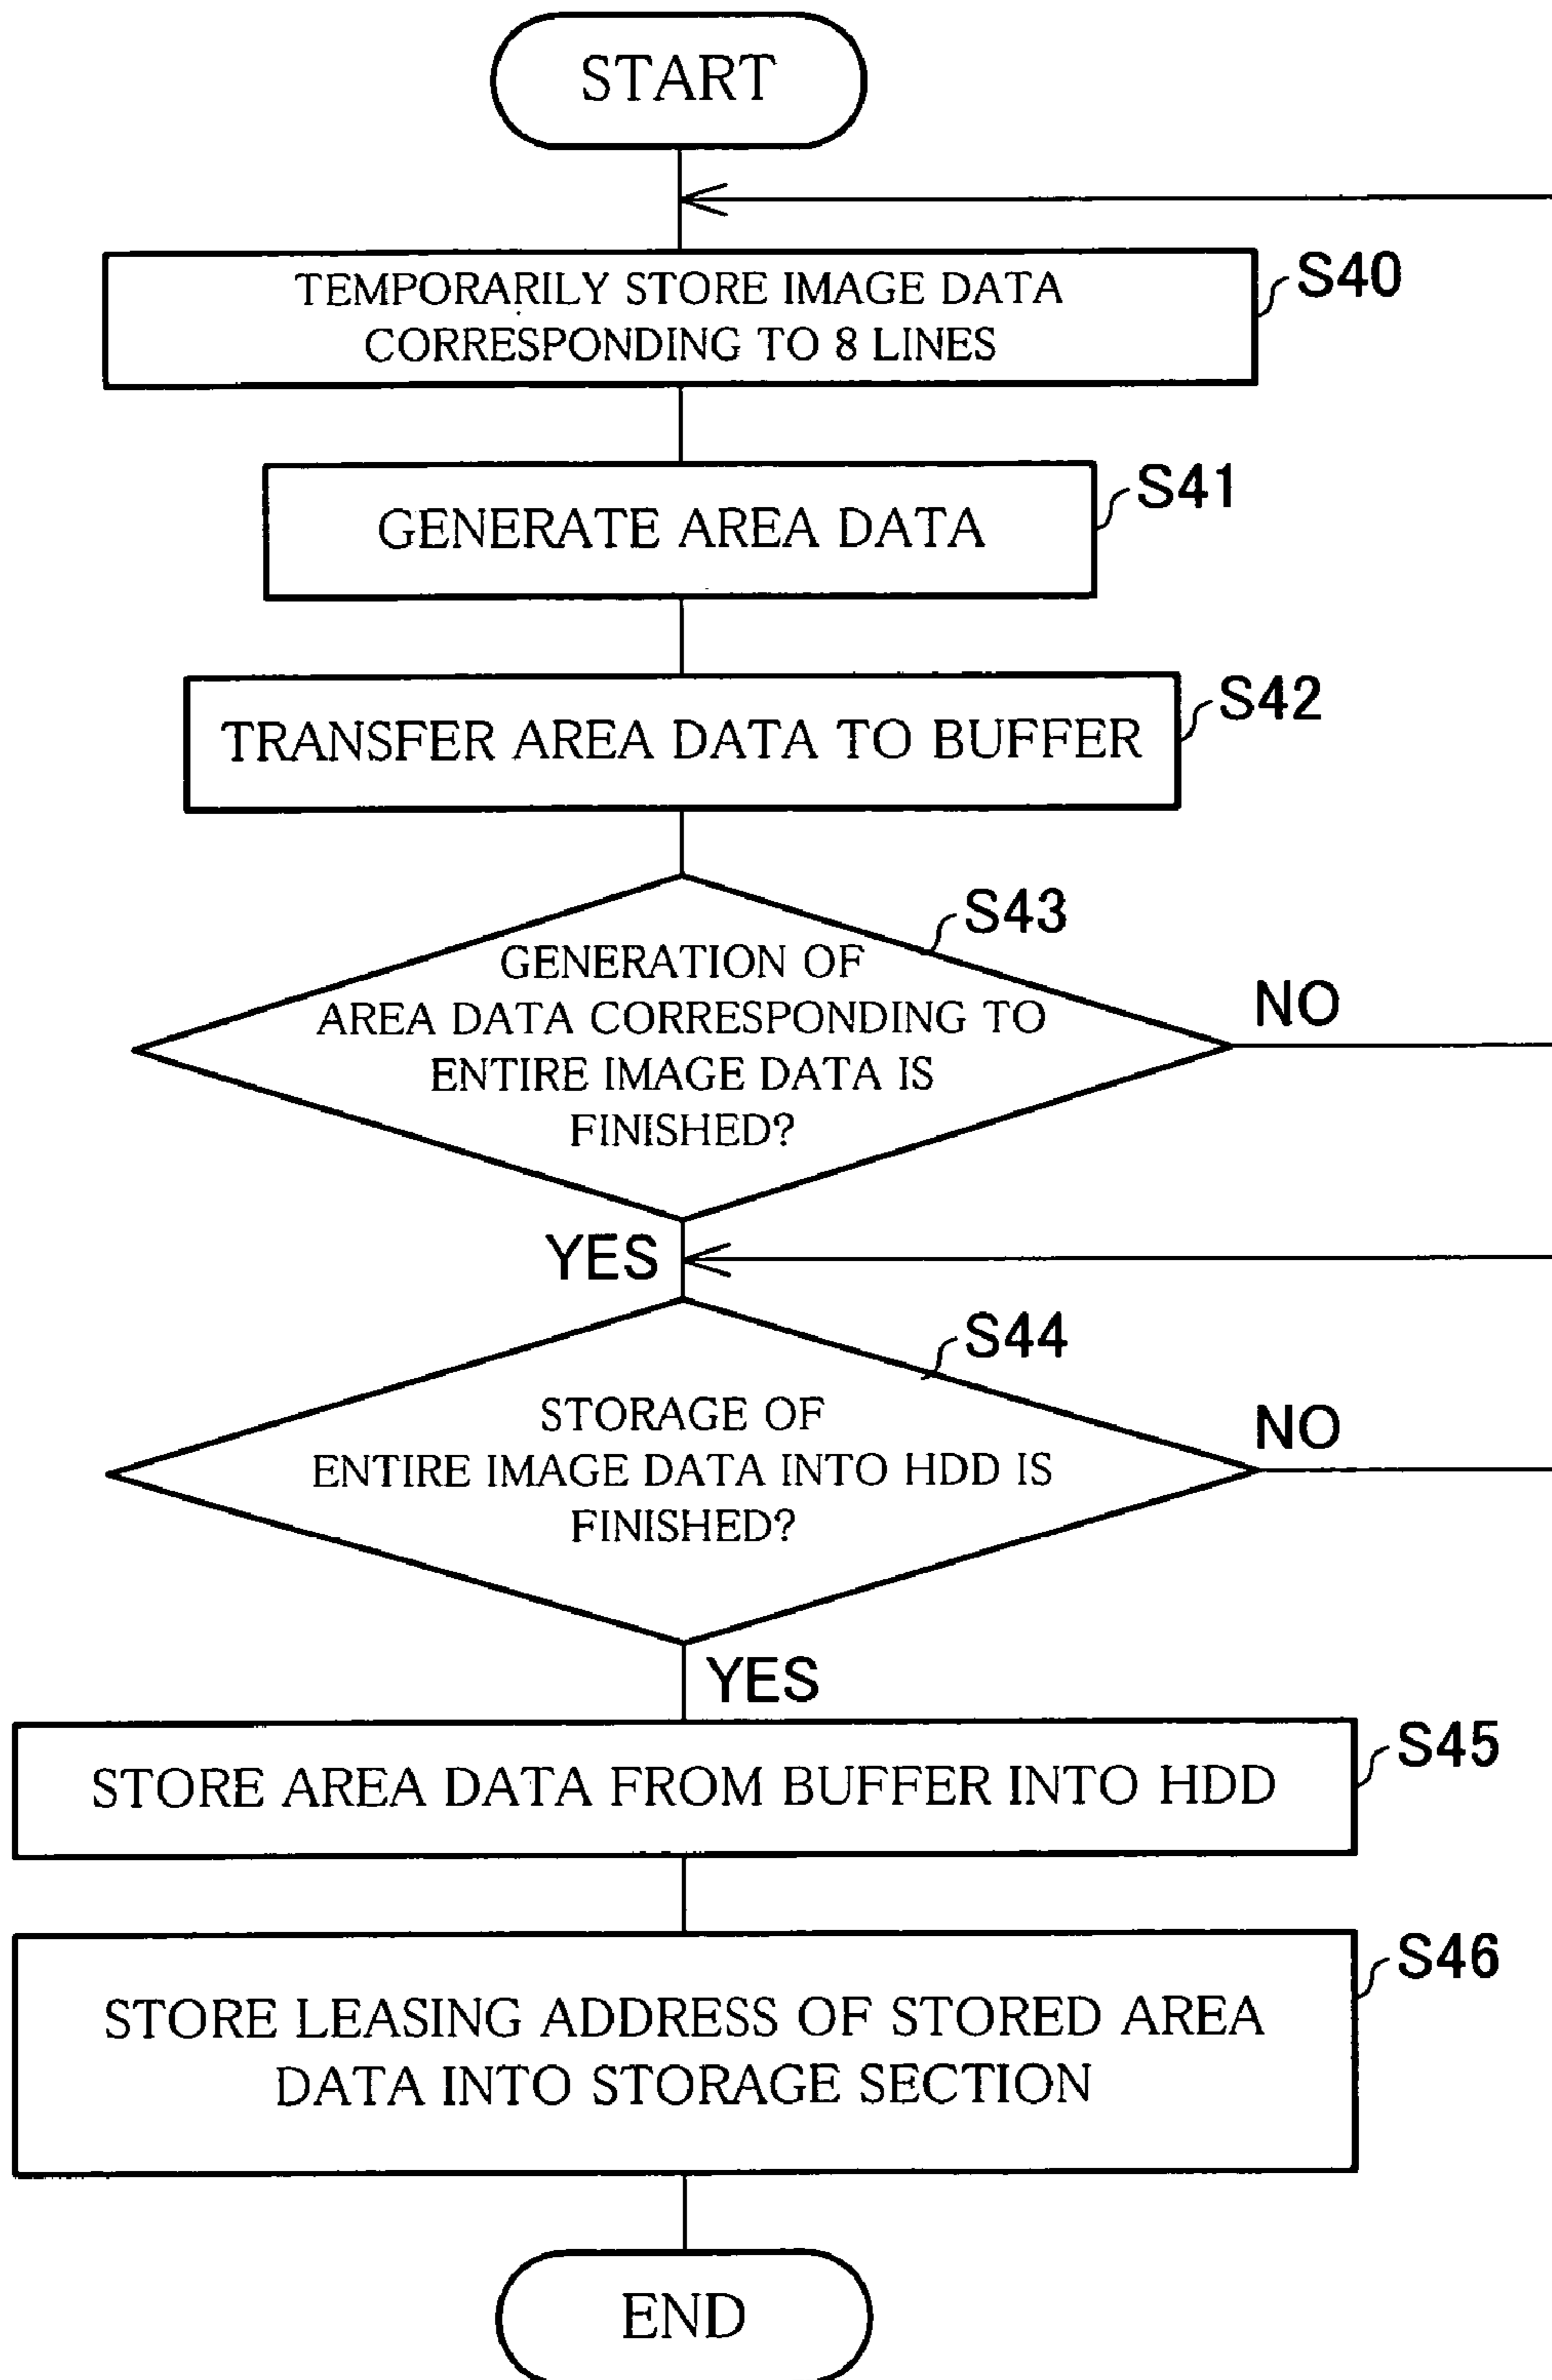 START
TEMPORARILY STORE IMAGE DATA
CORRESPONDING TO 8 LINES
S40
GENERATE AREA DATA
S41
TRANSFER AREA DATA TO BUFFER
S42
S43
GENERATION OF
AREA DATA CORRESPONDING TO
ENTIRE IMAGE DATA IS
FINISHED?
NO
YES
S44
STORAGE OF
ENTIRE IMAGE DATA INTO HDD IS
FINISHED?
NO
YES
STORE AREA DATA FROM BUFFER INTO HDD
S45
STORE LEASING ADDRESS OF STORED AREA
DATA INTO STORAGE SECTION
S46
END